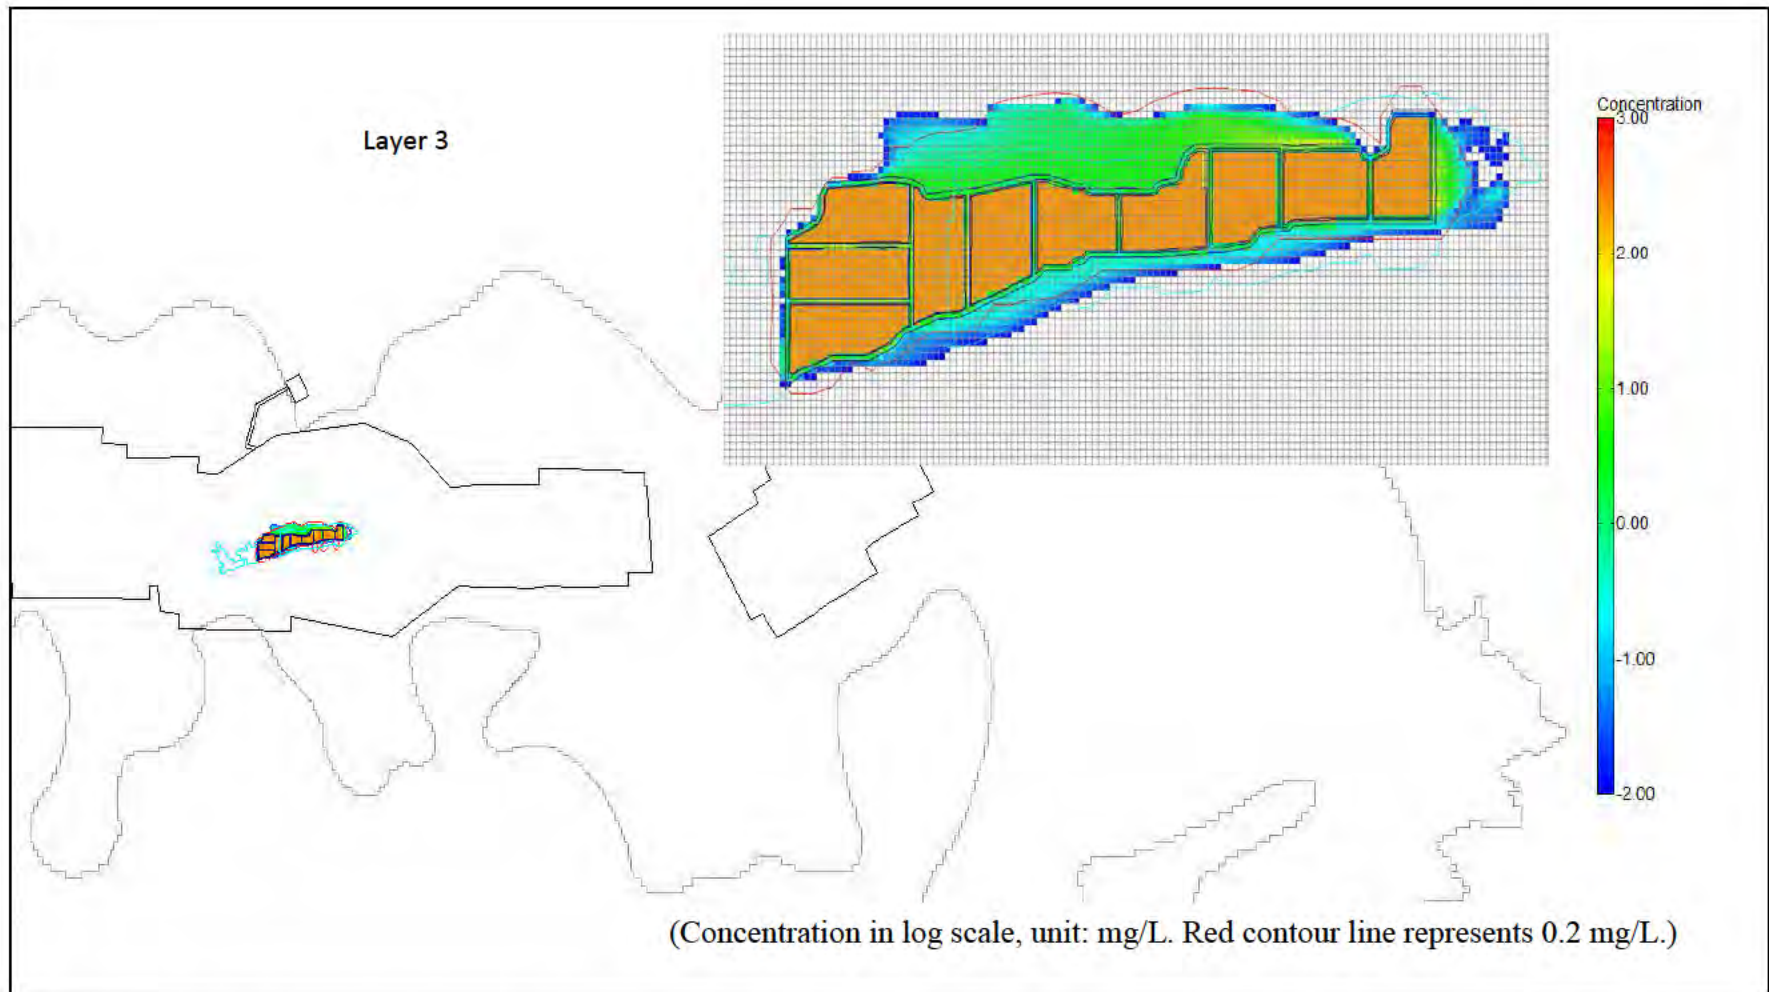 Layer 3
Concentration
3.00
2.00
1.00
0.00
-1.00
-2.00
(Concentration in log scale, unit: mg/L. Red contour line represents 0.2 mg/L.)